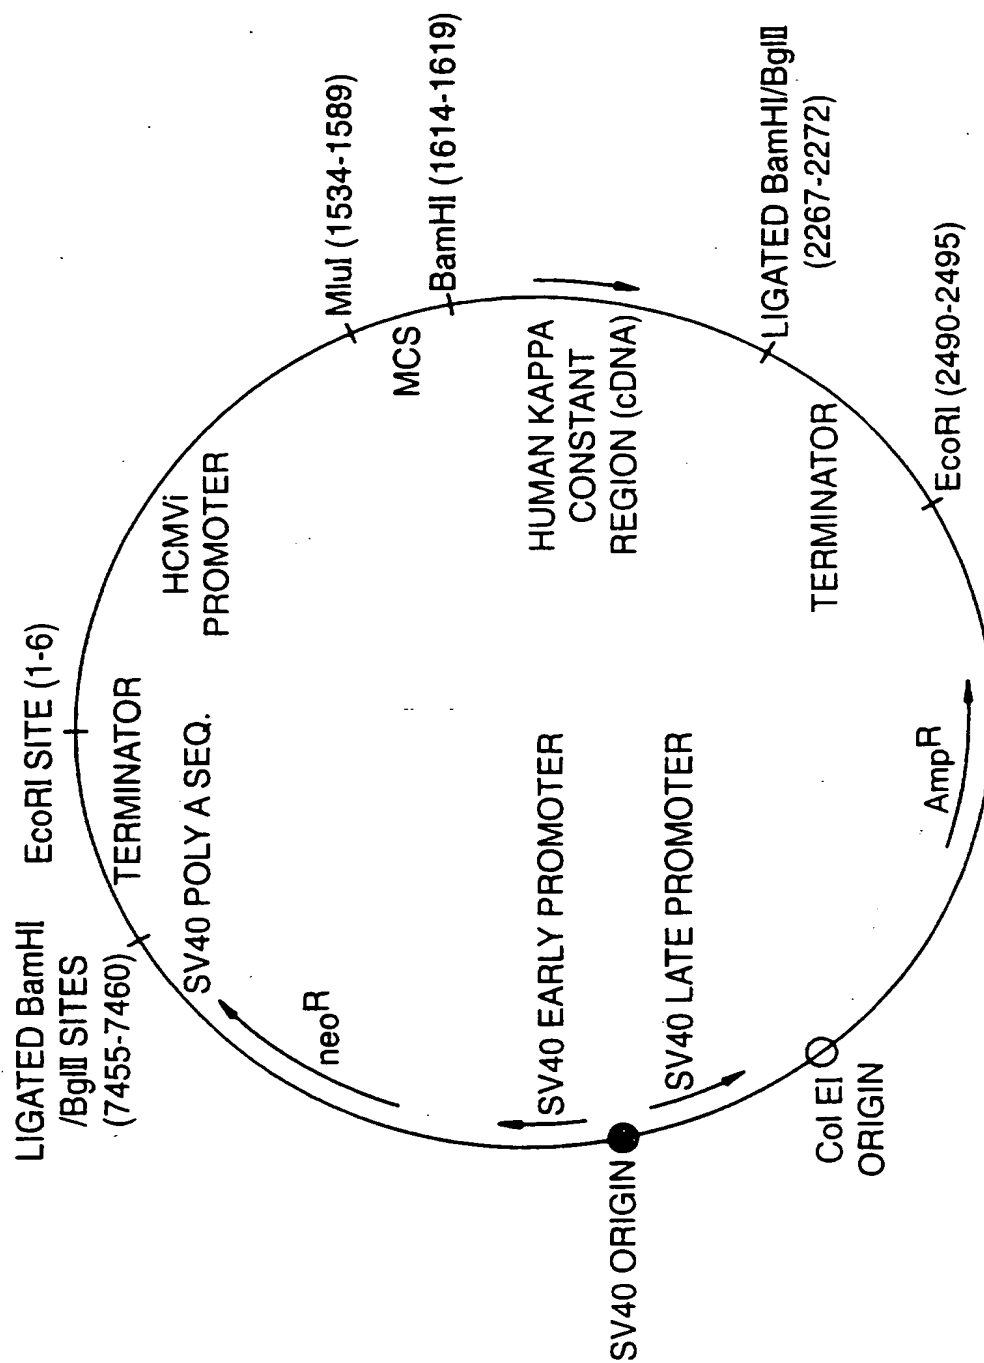 EcoRI SITE (1-6)
LIGATED BamHI
/BglII SITES
(7455-7460)
TERMINATOR
SV40 POLY A SEQ.
neoR
HCMVi
PROMOTER
MluI (1534-1589)
MCS
BamHI (1614-1619)
HUMAN KAPPA
CONSTANT
REGION (cDNA)
LIGATED BamHI/BglII
(2267-2272)
TERMINATOR
EcoRI (2490-2495)
SV40 EARLY PROMOTER
SV40 LATE PROMOTER
SV40 ORIGIN
Col EI
ORIGIN
AmpR